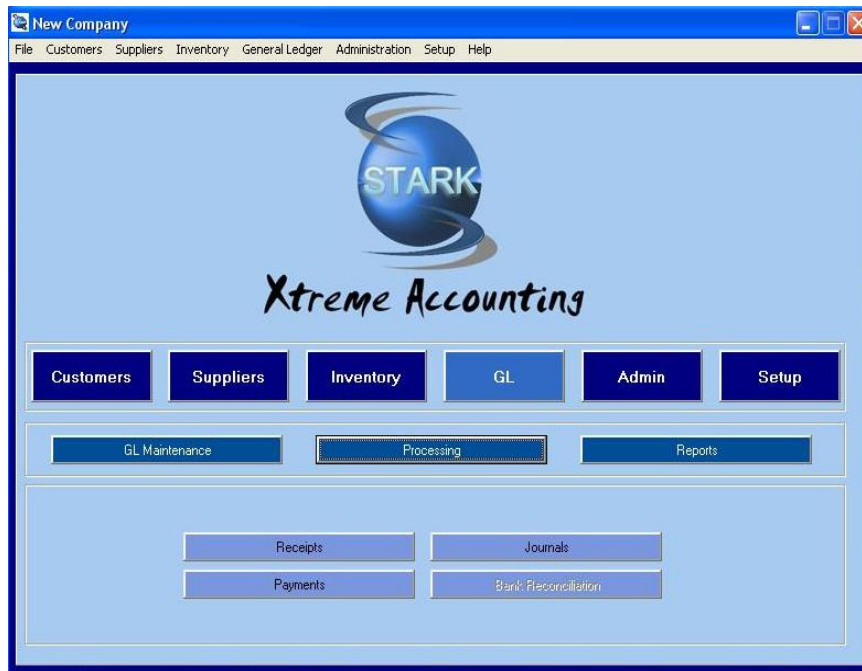 New Company
File Customers Suppliers Inventory General Ledger Administration Setup Help
STARK
Xtreme Accounting
Customers Suppliers Inventory GL Admin Setup
GL Maintenance Processing Reports
Receipts Journals
Payments Bank Reconciliation